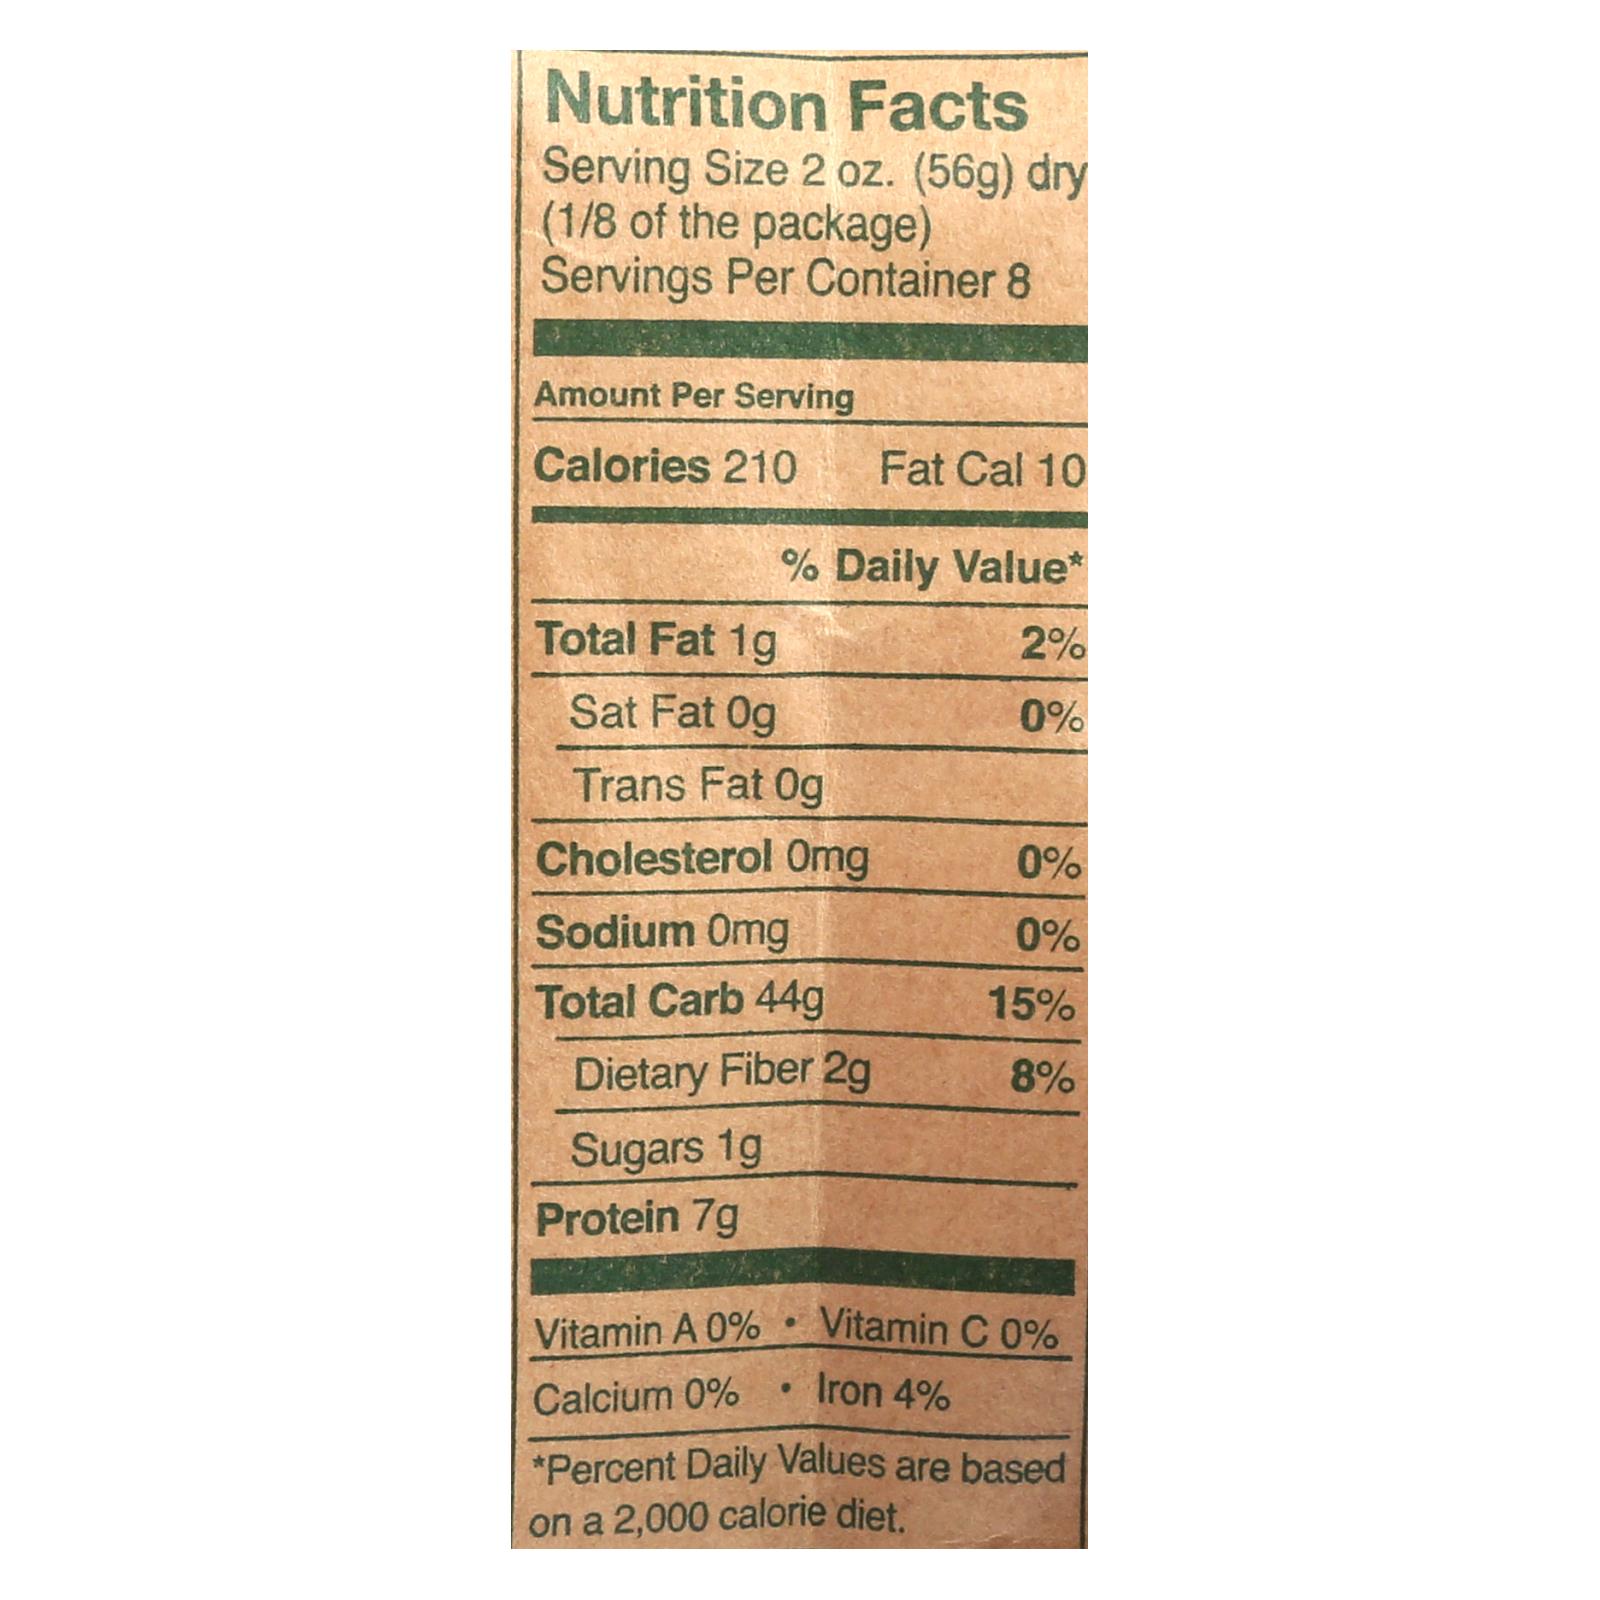 Nutrition Facts
Serving Size 2 oz. (56g) dry
(1/8 of the package)
Servings Per Container 8
Amount Per Serving
Calories 210 Fat Cal 10
% Daily Value*
Total Fat 1g 2%
Sat Fat 0g 0%
Trans Fat 0g
Cholesterol 0mg 0%
Sodium 0mg 0%
Total Carb 44g 15%
Dietary Fiber 2g 8%
Sugars 1g
Protein 7g
Vitamin A 0% • Vitamin C 0%
Calcium 0% • Iron 4%
*Percent Daily Values are based
on a 2,000 calorie diet.